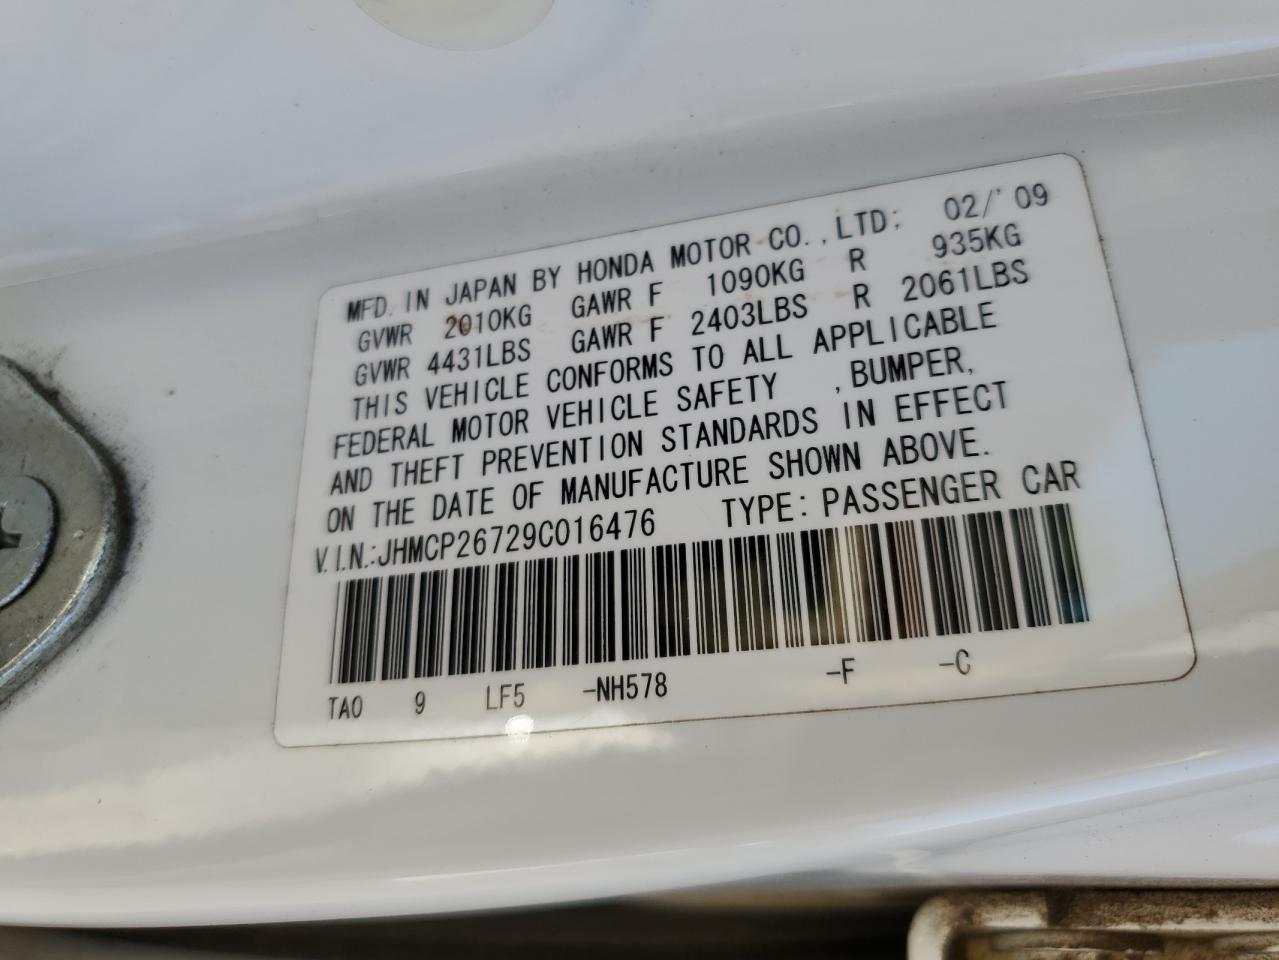 MFD. IN JAPAN BY HONDA MOTOR CO., LTD; 02/'09
GVWR 2010KG GAWR F 1090KG R 935KG
GVWR 4431LBS GAWR F 2403LBS R 2061LBS
THIS VEHICLE CONFORMS TO ALL APPLICABLE
FEDERAL MOTOR VEHICLE SAFETY , BUMPER,
AND THEFT PREVENTION STANDARDS IN EFFECT
ON THE DATE OF MANUFACTURE SHOWN ABOVE.
V.I.N.:JHMCP26729C016476 TYPE: PASSENGER CAR
TA0 9 LF5 -NH578 -F -C